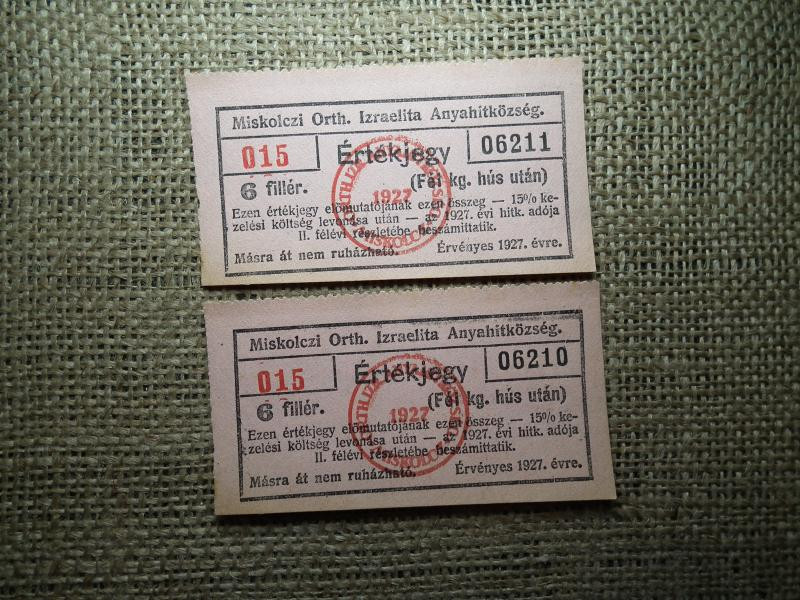 Miskolczi Orth. Izraelita Anyahitközség.
015
Értékjegy
06211
6 fillér.
(Fél kg. hús után)
Ezen értékjegy előmutatójának ezen összeg — 15% ke-
zelési költség levonása után — az 1927. évi hitk. adója
II. félévi részletébe beszámíttatik.
Másra át nem ruházható.
Érvényes 1927. évre.
1927
MISKOLC
Miskolczi Orth. Izraelita Anyahitközség.
015
Értékjegy
06210
6 fillér.
(Fél kg. hús után)
Ezen értékjegy előmutatójának ezen összeg — 15% ke-
zelési költség levonása után — az 1927. évi hitk. adója
II. félévi részletébe beszámíttatik.
Másra át nem ruházható.
Érvényes 1927. évre.
1927
MISKOLC